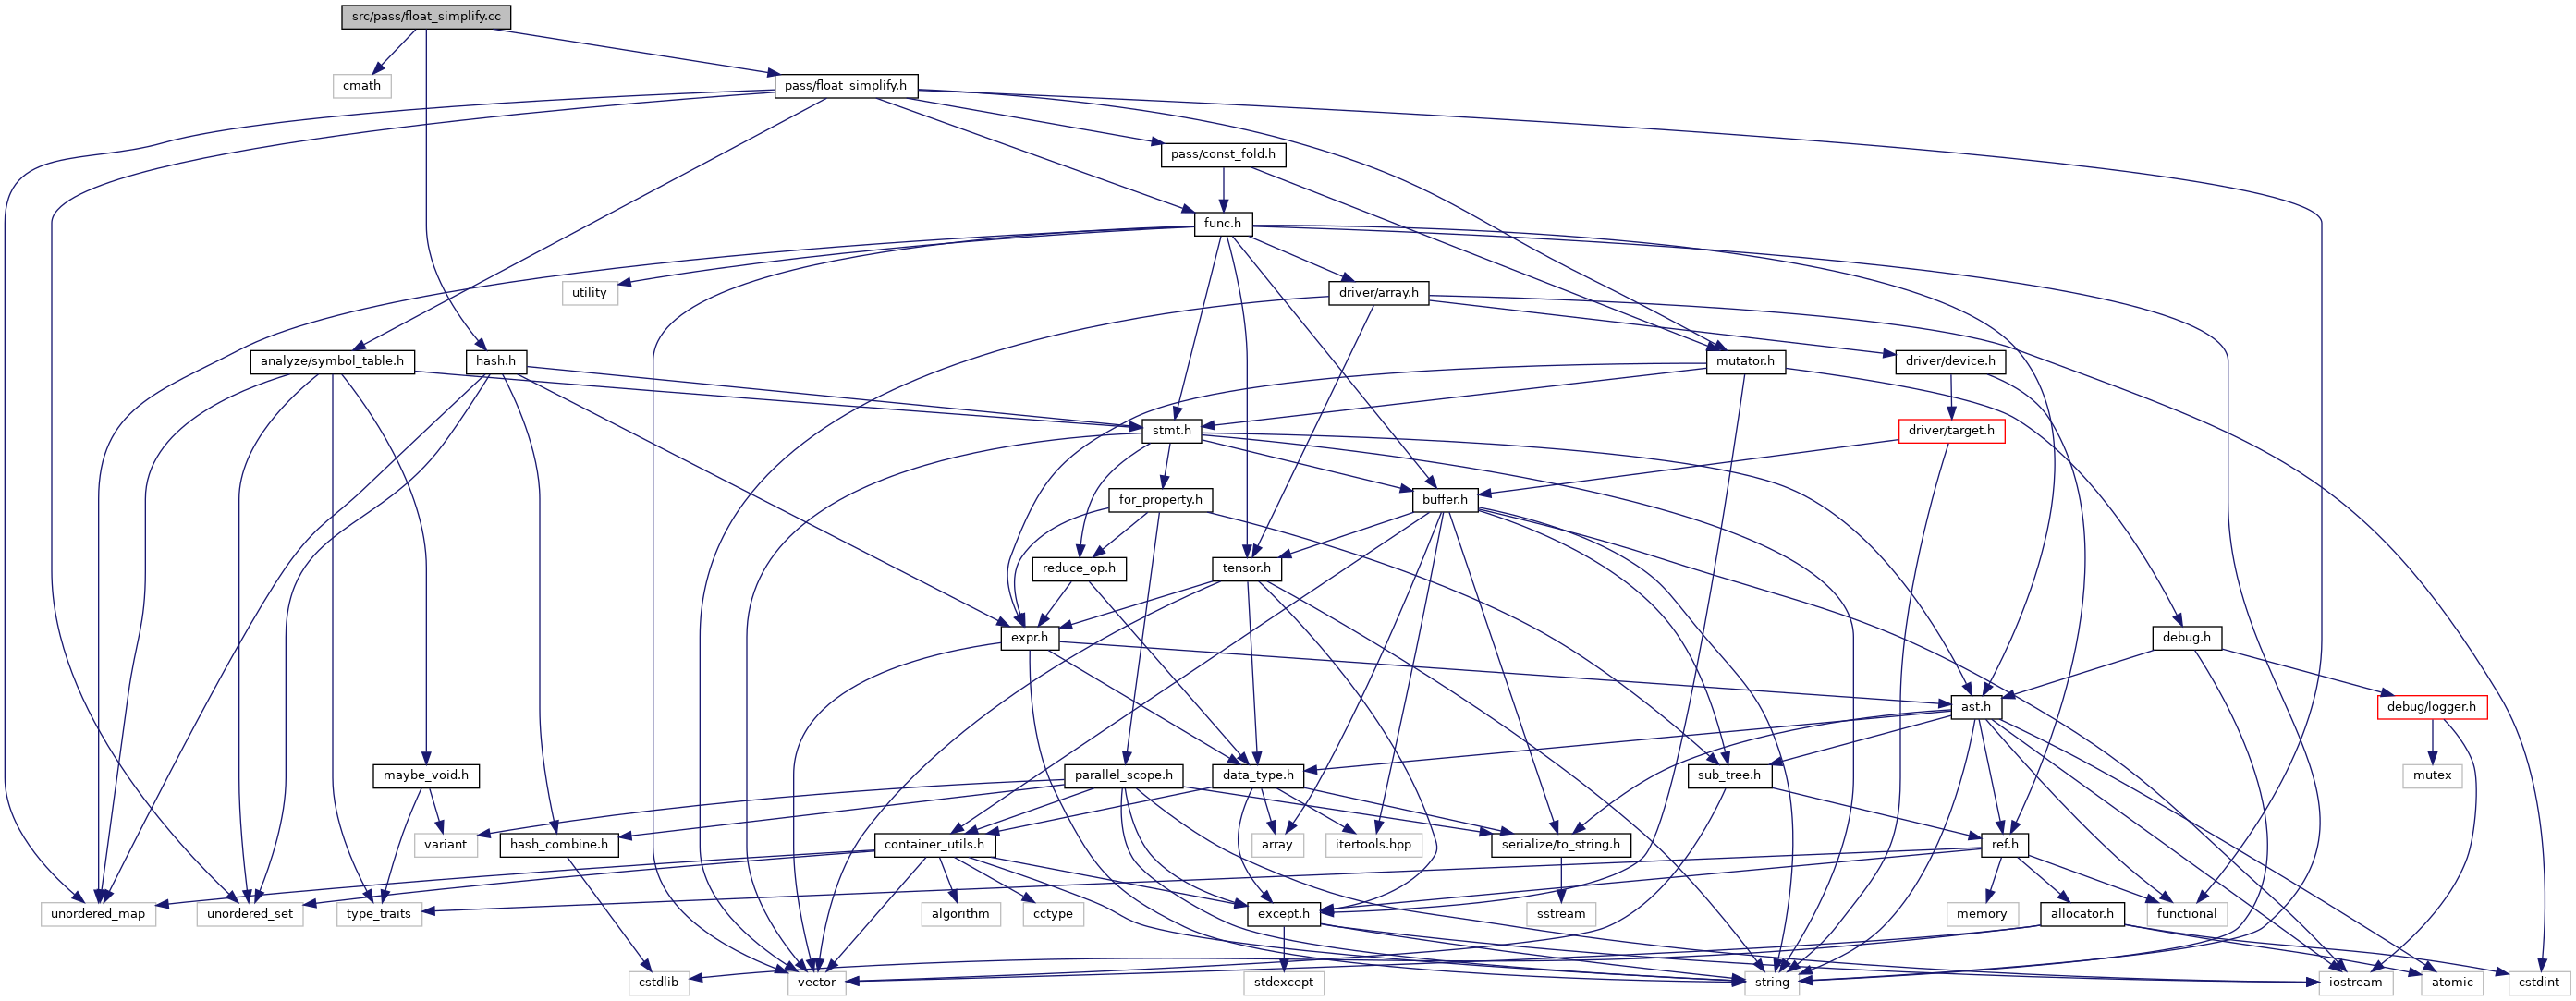 src/pass/float_simplify.cc
cmath
pass/float_simplify.h
pass/const_fold.h
func.h
utility
driver/array.h
analyze/symbol_table.h
hash.h
mutator.h
driver/device.h
stmt.h
driver/target.h
for_property.h
buffer.h
reduce_op.h
tensor.h
expr.h
debug.h
ast.h
debug/logger.h
maybe_void.h
parallel_scope.h
data_type.h
sub_tree.h
mutex
variant
hash_combine.h
container_utils.h
array
itertools.hpp
serialize/to_string.h
ref.h
unordered_map
unordered_set
type_traits
algorithm
cctype
except.h
sstream
memory
allocator.h
functional
cstdlib
vector
stdexcept
string
iostream
atomic
cstdint